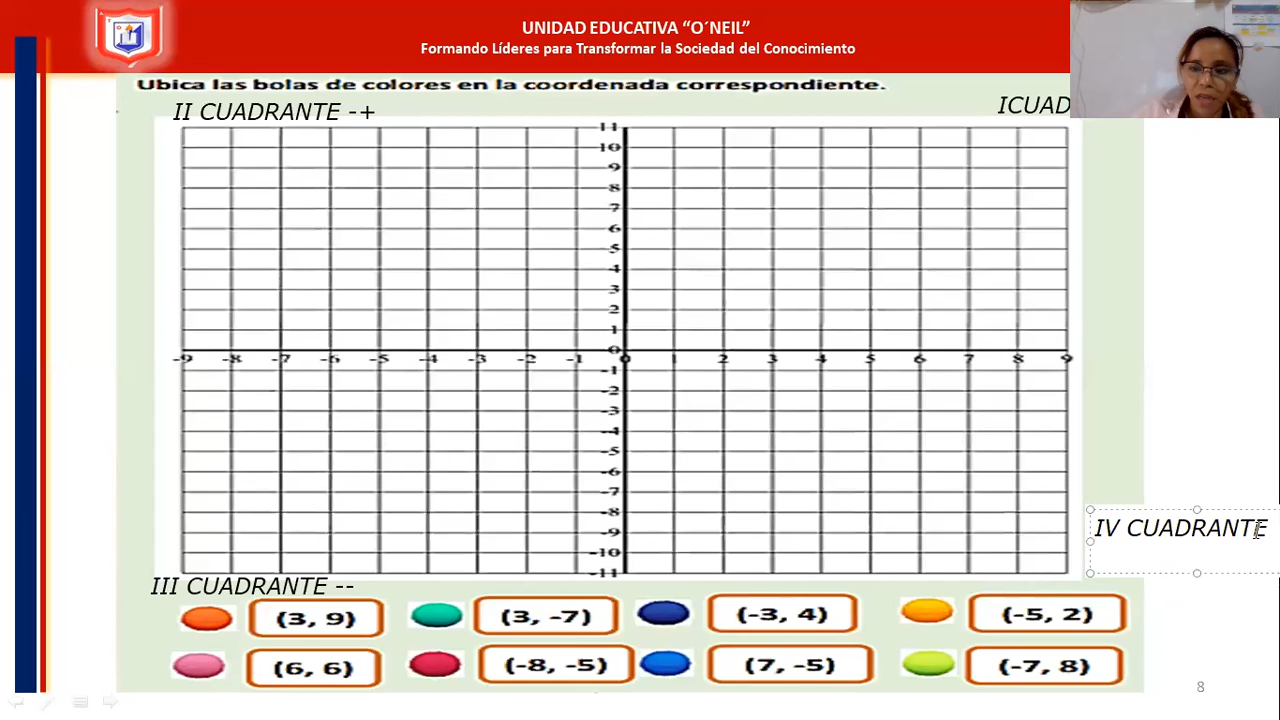 UNIDAD EDUCATIVA “O´NEIL”
Formando Líderes para Transformar la Sociedad del Conocimiento
Ubica las bolas de colores en la coordenada correspondiente.
II CUADRANTE -+
ICUAD
11
10
9
8
7
6
5
4
3
2
1
0
-9 -8 -7 -6 -5 -4 -3 -2 -1 0 1 2 3 4 5 6 7 8 9
-1
-2
-3
-4
-5
-6
-7
-8
-9
-10
-11
IV CUADRANTE
III CUADRANTE --
(3, 9) (3, -7) (-3, 4) (-5, 2)
(6, 6) (-8, -5) (7, -5) (-7, 8)
8